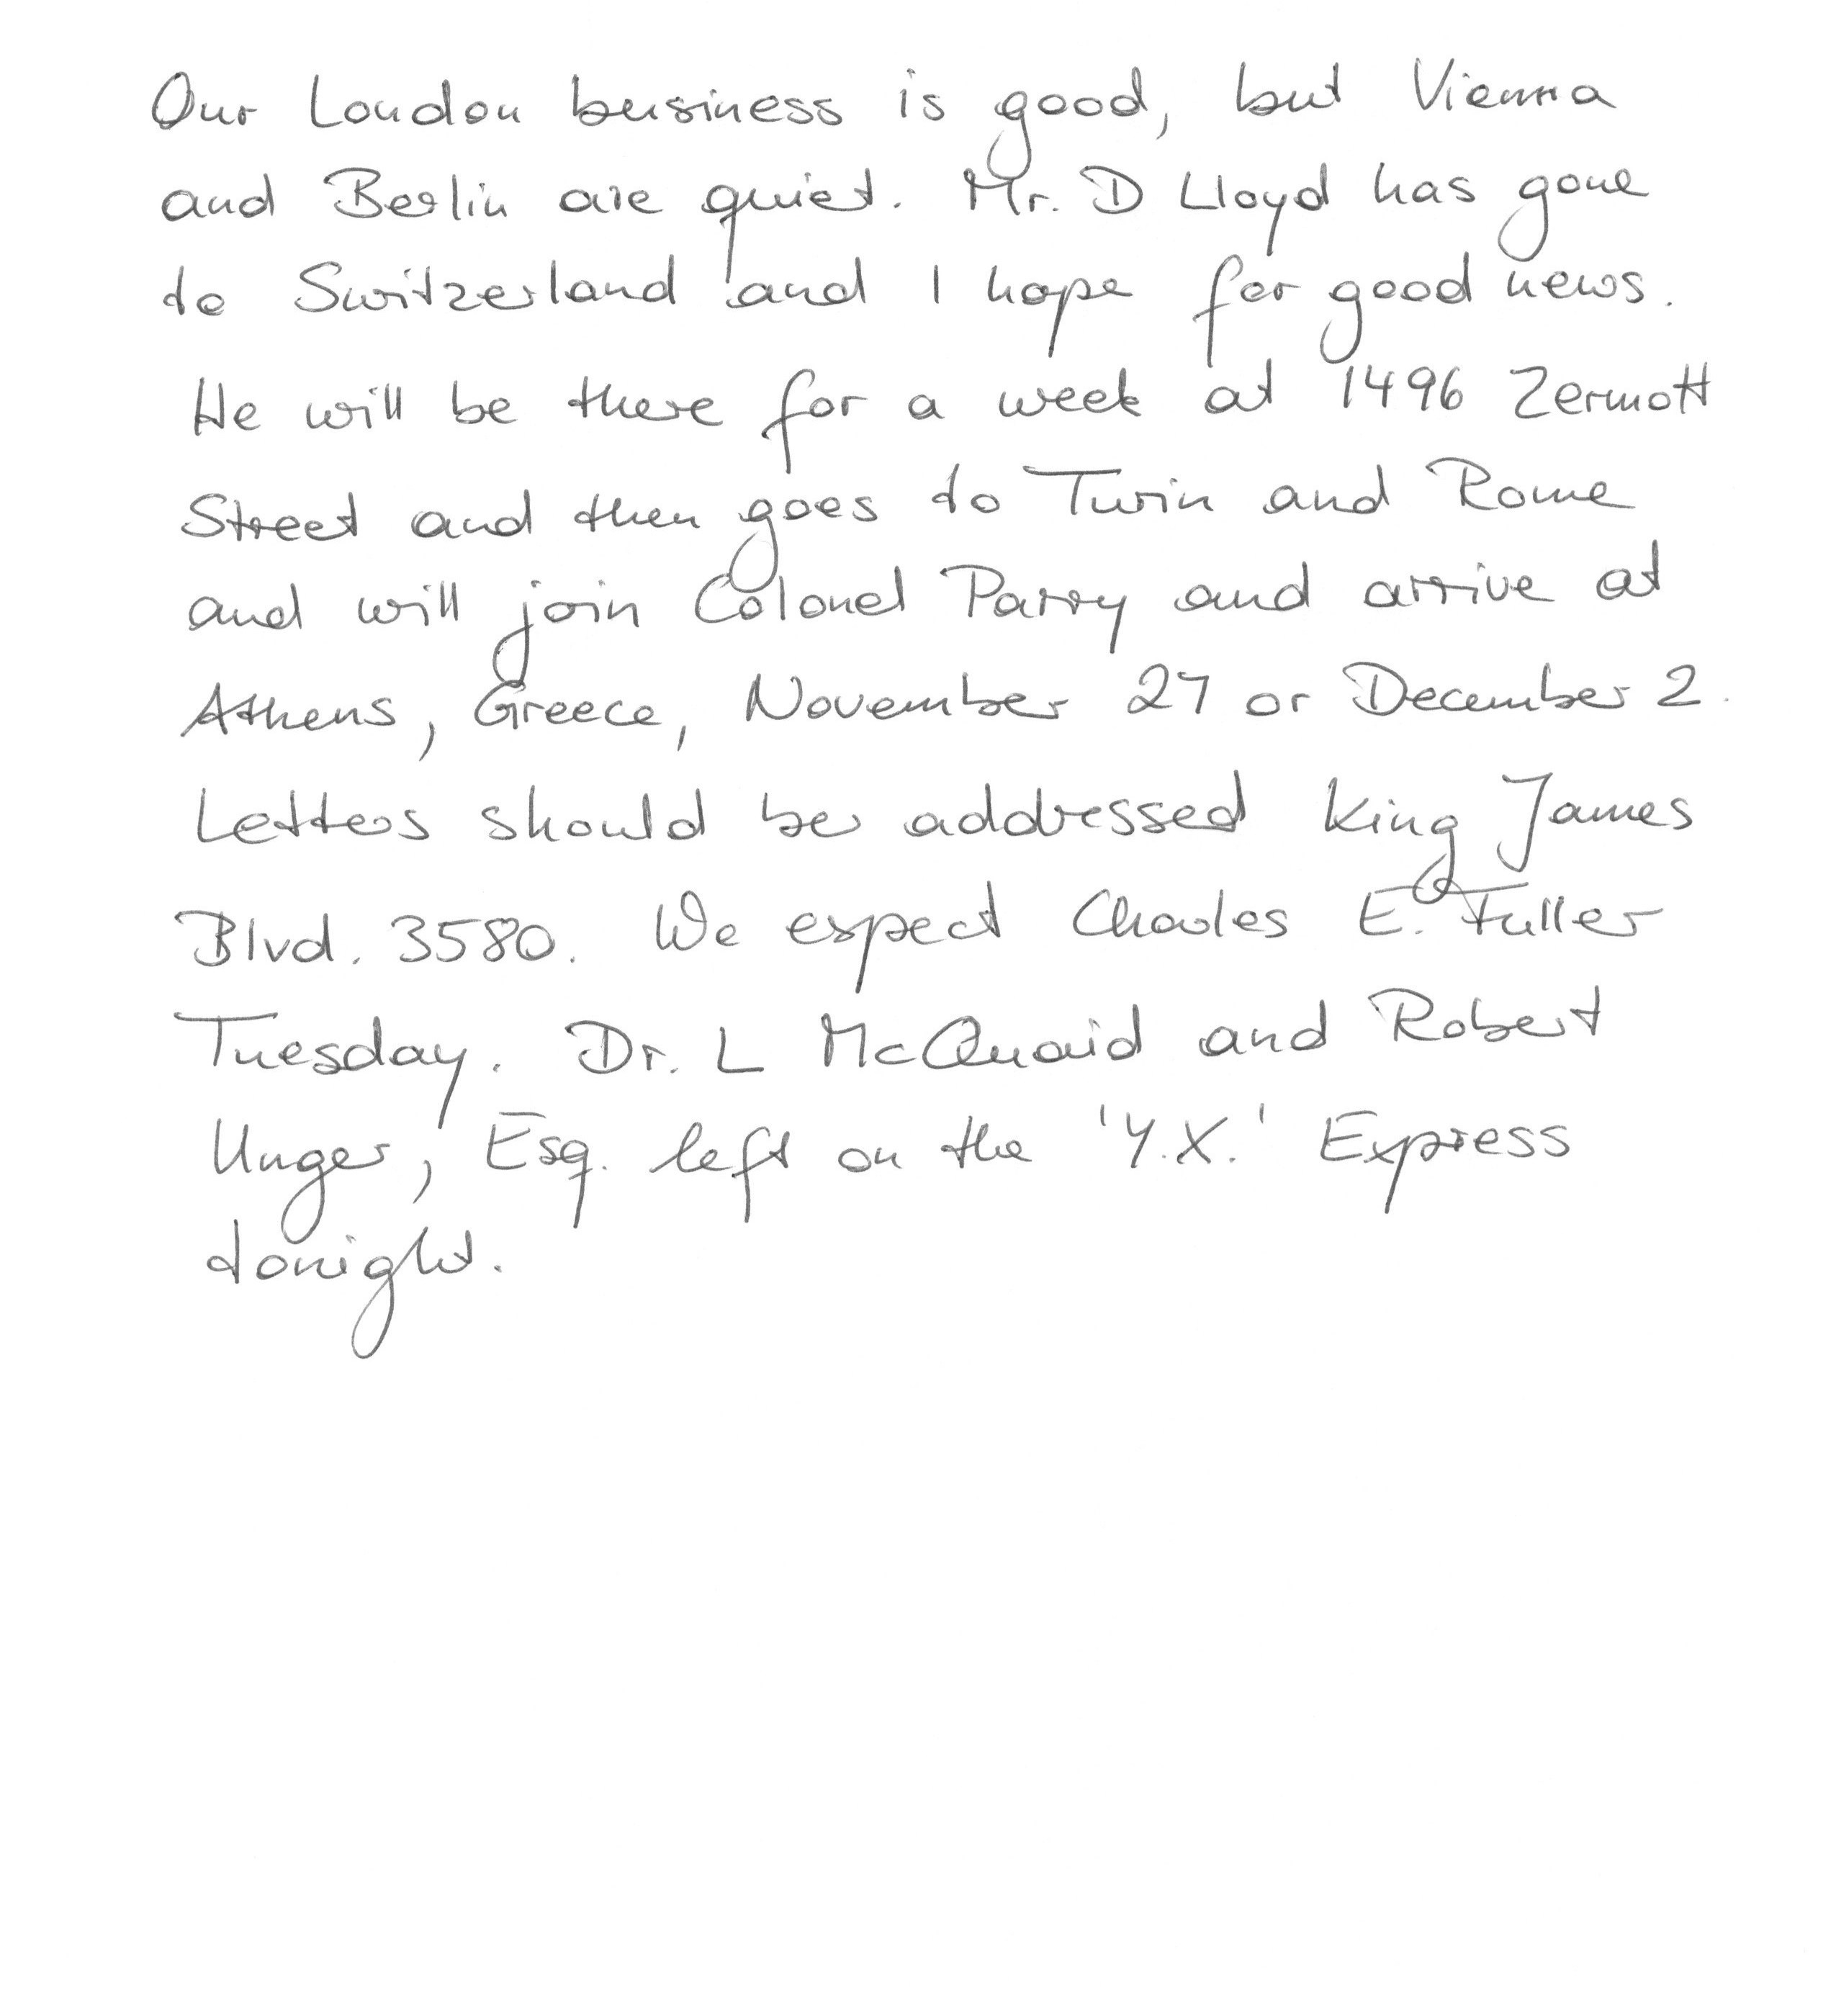 Our London business is good, but Vienna
and Berlin are quiet. Mr. D Lloyd has gone
to Switzerland and I hope for good news.
He will be there for a week at 1496 Zermott
Street and then goes to Turin and Rome
and will join Colonel Parry and arrive at
Athens, Greece, November 27 or December 2.
Letters should be addressed King James
Blvd. 3580. We expect Charles E. Fuller
Tuesday. Dr. L McQuaid and Robert
Unger, Esq. left on the 'Y.X.' Express
tonight.